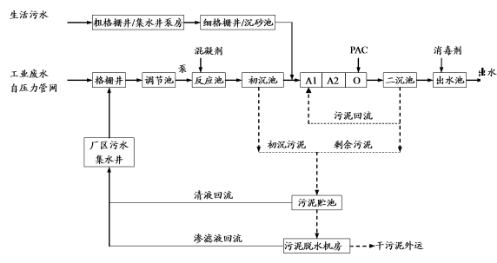 生活污水
粗格栅井/集水井泵房
细格栅井/沉砂池
混凝剂
PAC
消毒剂
工业废水
自压力管网
格栅井
调节池
泵
反应池
初沉池
A1
A2
O
二沉池
出水池
出水
污泥回流
厂区污水
集水井
初沉污泥
剩余污泥
清液回流
污泥贮池
渗滤液回流
污泥脱水机房
干污泥外运